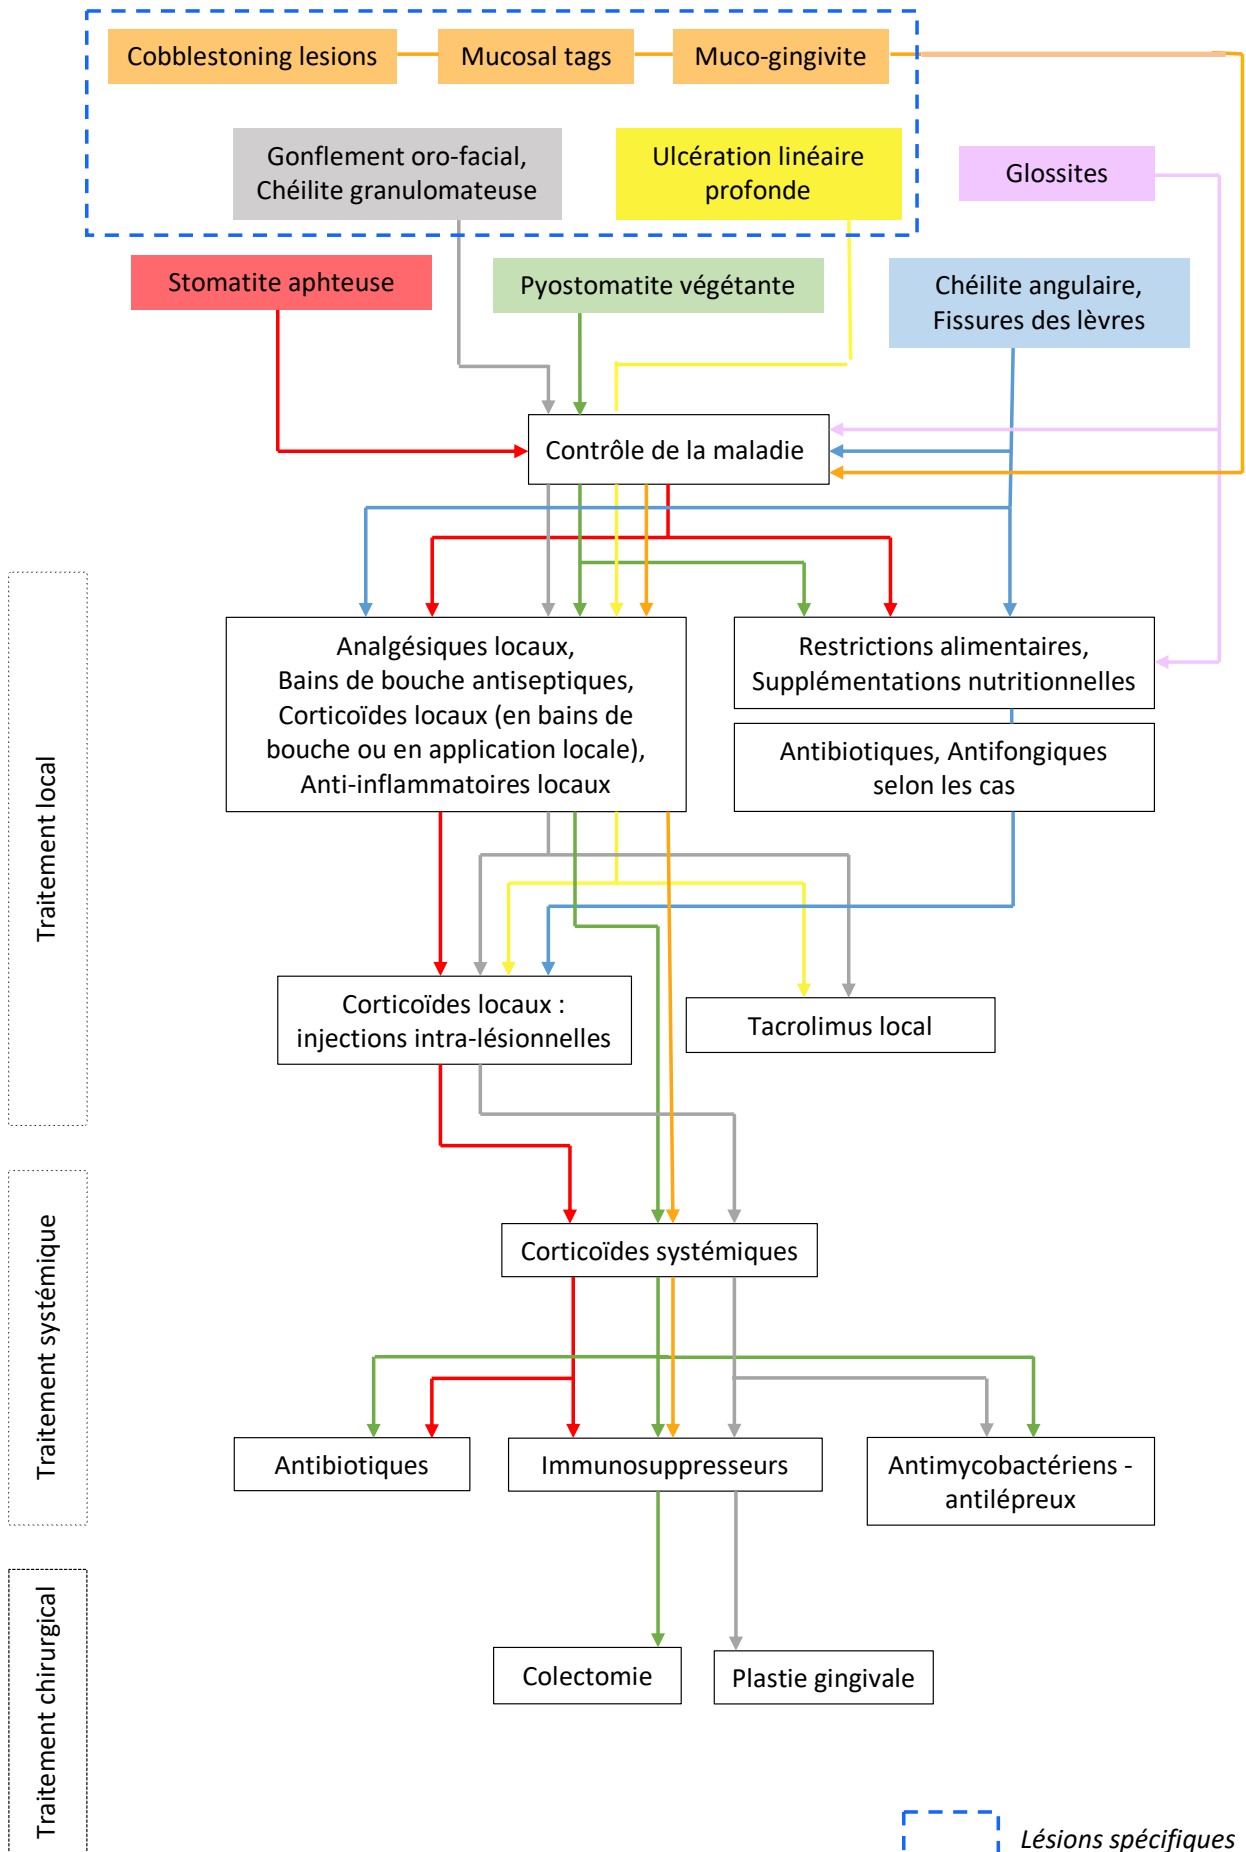 Cobblestoning lesions
Mucosal tags
Muco-gingivite
Gonflement oro-facial,
Chéilite granulomateuse
Ulcération linéaire
profonde
Glossites
Stomatite aphteuse
Pyostomatite végétante
Chéilite angulaire,
Fissures des lèvres
Contrôle de la maladie
Traitement local
Analgésiques locaux,
Bains de bouche antiseptiques,
Corticoïdes locaux (en bains de
bouche ou en application locale),
Anti-inflammatoires locaux
Restrictions alimentaires,
Supplémentations nutritionnelles
Antibiotiques, Antifongiques
selon les cas
Corticoïdes locaux :
injections intra-lésionnelles
Tacrolimus local
Traitement systémique
Corticoïdes systémiques
Antibiotiques
Immunosuppresseurs
Antimycobactériens -
antilépreux
Traitement chirurgical
Colectomie
Plastie gingivale
Lésions spécifiques